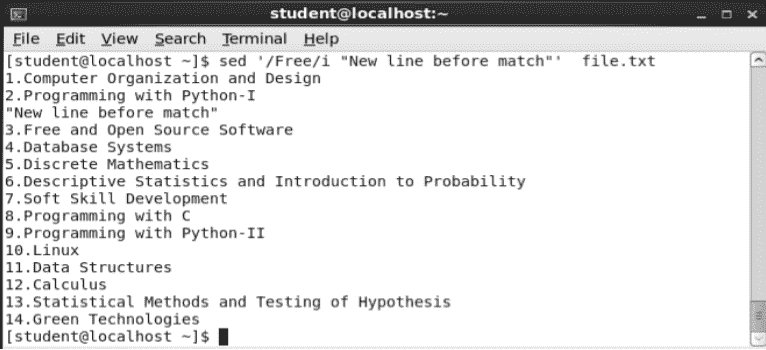 student@localhost:~
File Edit View Search Terminal Help
[student@localhost ~]$ sed '/Free/i "New line before match"'  file.txt
1.Computer Organization and Design
2.Programming with Python-I
"New line before match"
3.Free and Open Source Software
4.Database Systems
5.Discrete Mathematics
6.Descriptive Statistics and Introduction to Probability
7.Soft Skill Development
8.Programming with C
9.Programming with Python-II
10.Linux
11.Data Structures
12.Calculus
13.Statistical Methods and Testing of Hypothesis
14.Green Technologies
[student@localhost ~]$